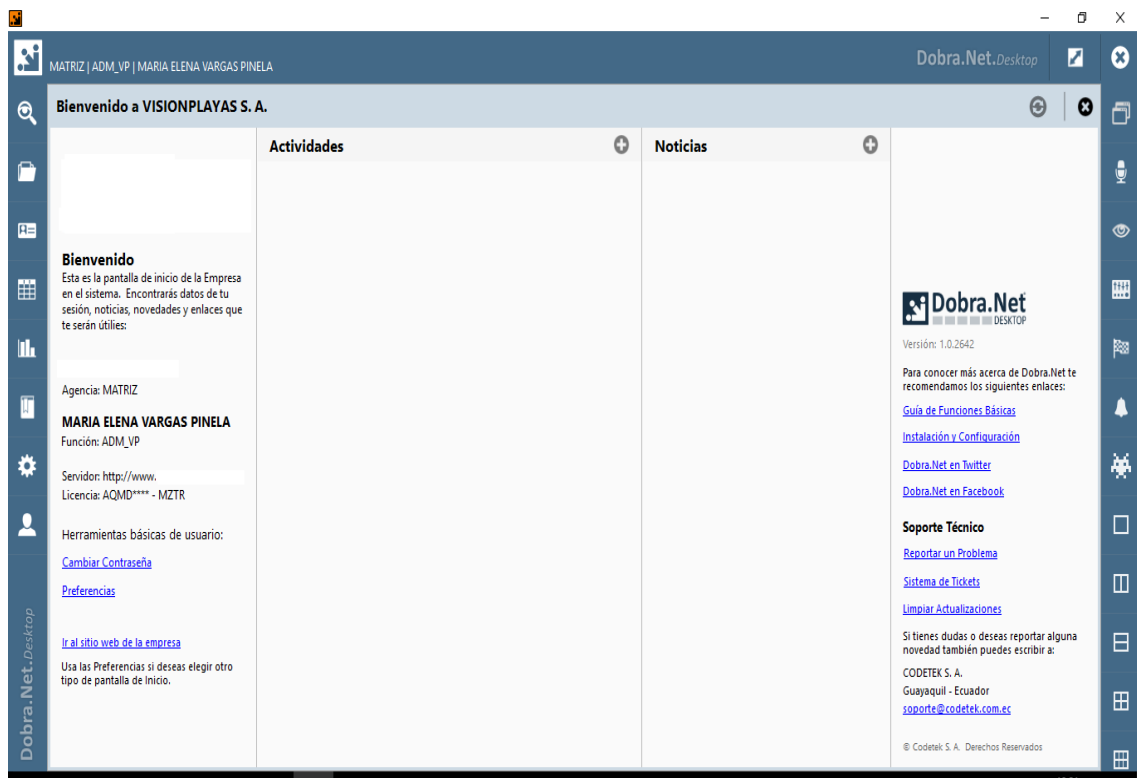 MATRIZ | ADM_VP | MARIA ELENA VARGAS PINELA
Dobra.Net.Desktop
Bienvenido a VISIONPLAYAS S. A.
Bienvenido
Esta es la pantalla de inicio de la Empresa
en el sistema. Encontrarás datos de tu
sesión, noticias, novedades y enlaces que
te serán útilies:
Agencia: MATRIZ
MARIA ELENA VARGAS PINELA
Función: ADM_VP
Servidor: http://www.
Licencia: AQMD**** - MZTR
Herramientas básicas de usuario:
Cambiar Contraseña
Preferencias
Ir al sitio web de la empresa
Usa las Preferencias si deseas elegir otro
tipo de pantalla de Inicio.
Actividades
Noticias
Dobra.Net
DESKTOP
Versión: 1.0.2642
Para conocer más acerca de Dobra.Net te
recomendamos los siguientes enlaces:
Guía de Funciones Básicas
Instalación y Configuración
Dobra.Net en Twitter
Dobra.Net en Facebook
Soporte Técnico
Reportar un Problema
Sistema de Tickets
Limpiar Actualizaciones
Si tienes dudas o deseas reportar alguna
novedad también puedes escribir a:
CODETEK S. A.
Guayaquil - Ecuador
soporte@codetek.com.ec
© Codetek S. A. Derechos Reservados
Dobra.Net.Desktop